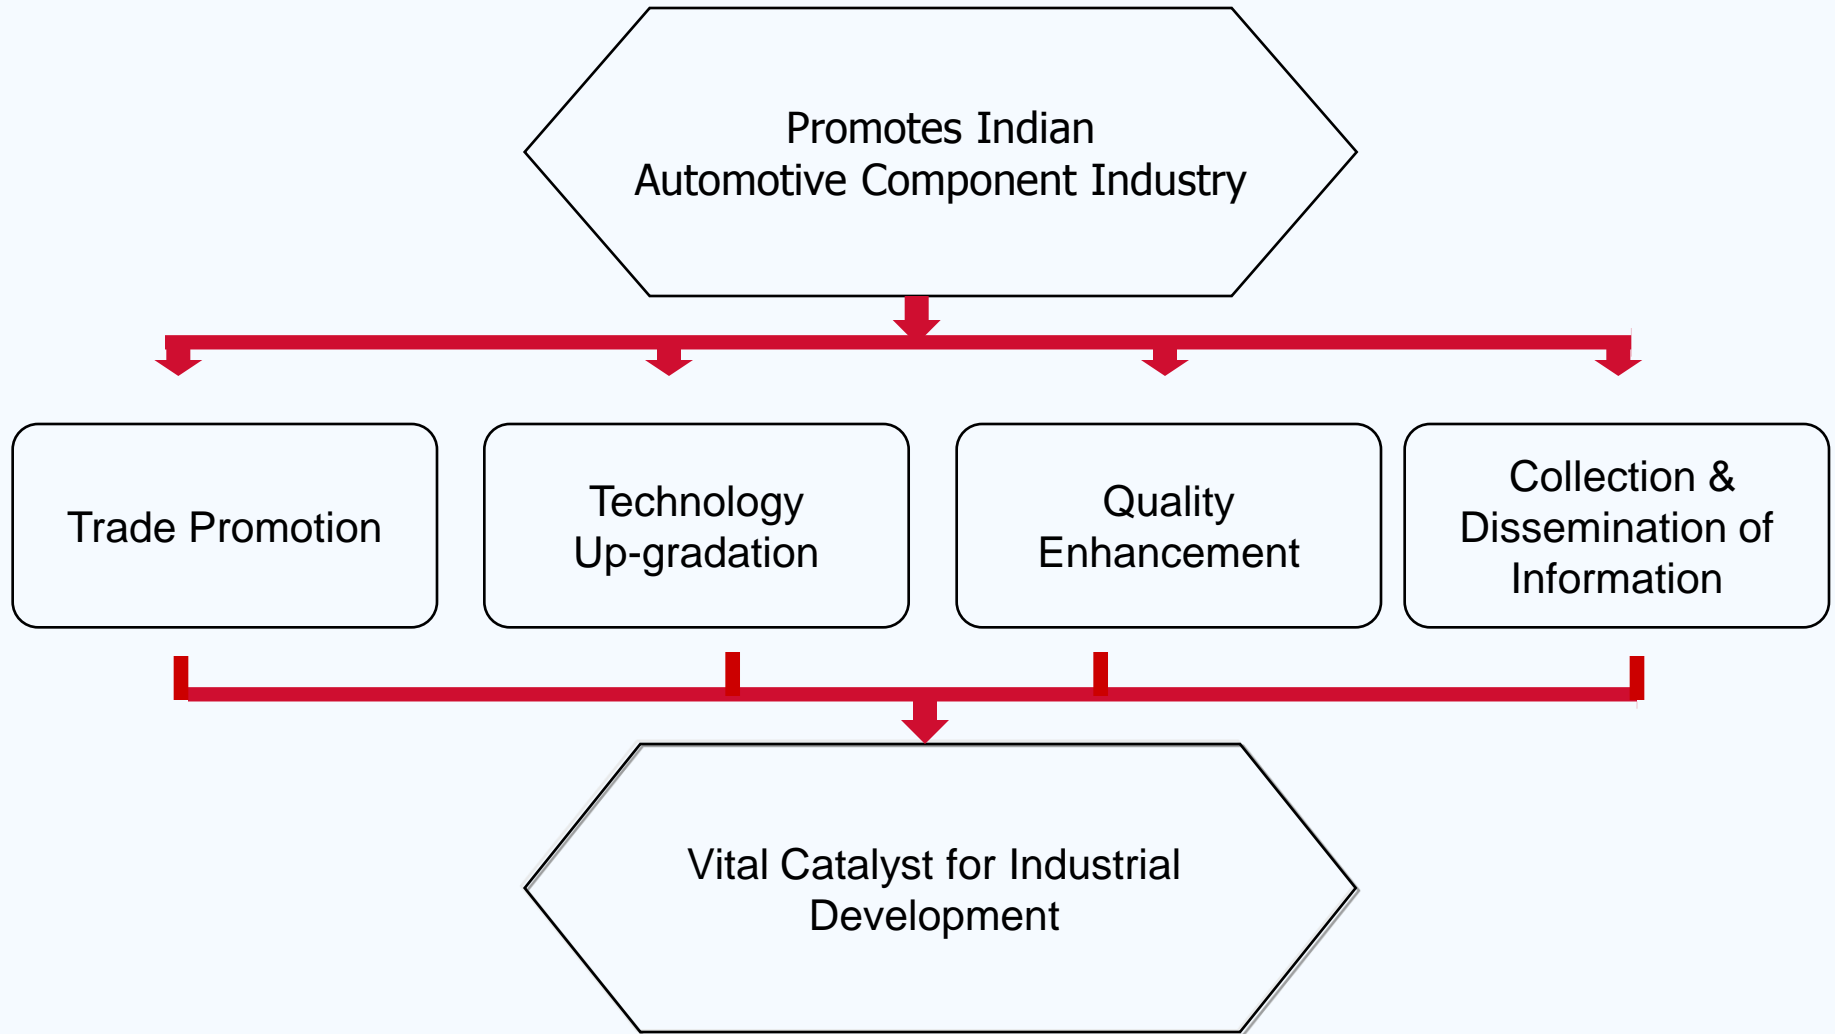 Promotes Indian
Automotive Component Industry
Trade Promotion
Technology
Up-gradation
Quality
Enhancement
Collection &
Dissemination of
Information
Vital Catalyst for Industrial
Development